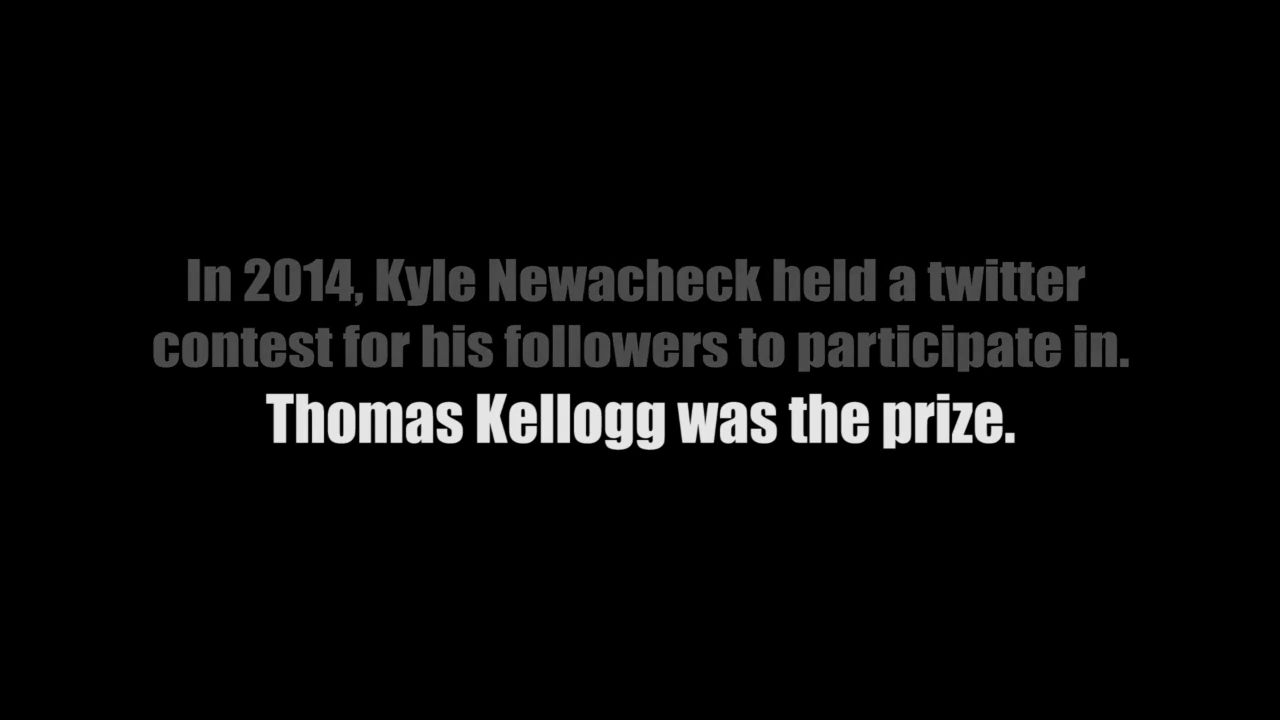 In 2014, Kyle Newacheck held a twitter
contest for his followers to participate in.
Thomas Kellogg was the prize.